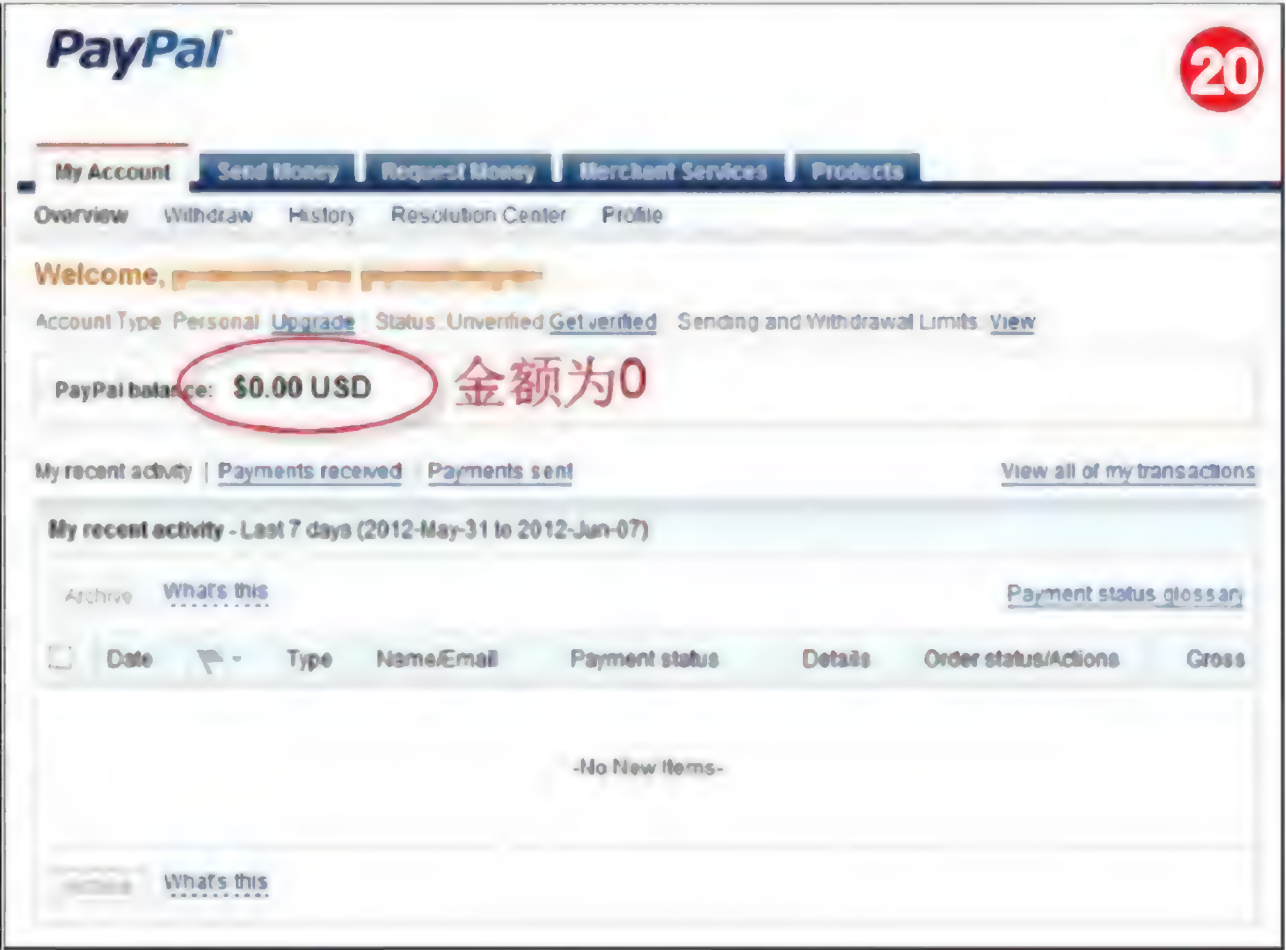 PayPal
20
My Account Send Money Request Money Merchant Services Products
Overview Withdraw History Resolution Center Profile
Welcome,
Account Type Personal Upgrade Status: Unverified Get verified Sending and Withdrawal Limits View
PayPal balance: $0.00 USD 金额为0
My recent activity | Payments received Payments sent View all of my transactions
My recent activity - Last 7 days (2012-May-31 to 2012-Jun-07)
Archive What's this Payment status glossary
Date Type Name/Email Payment status Details Order status/Actions Gross
-No New Items-
What's this